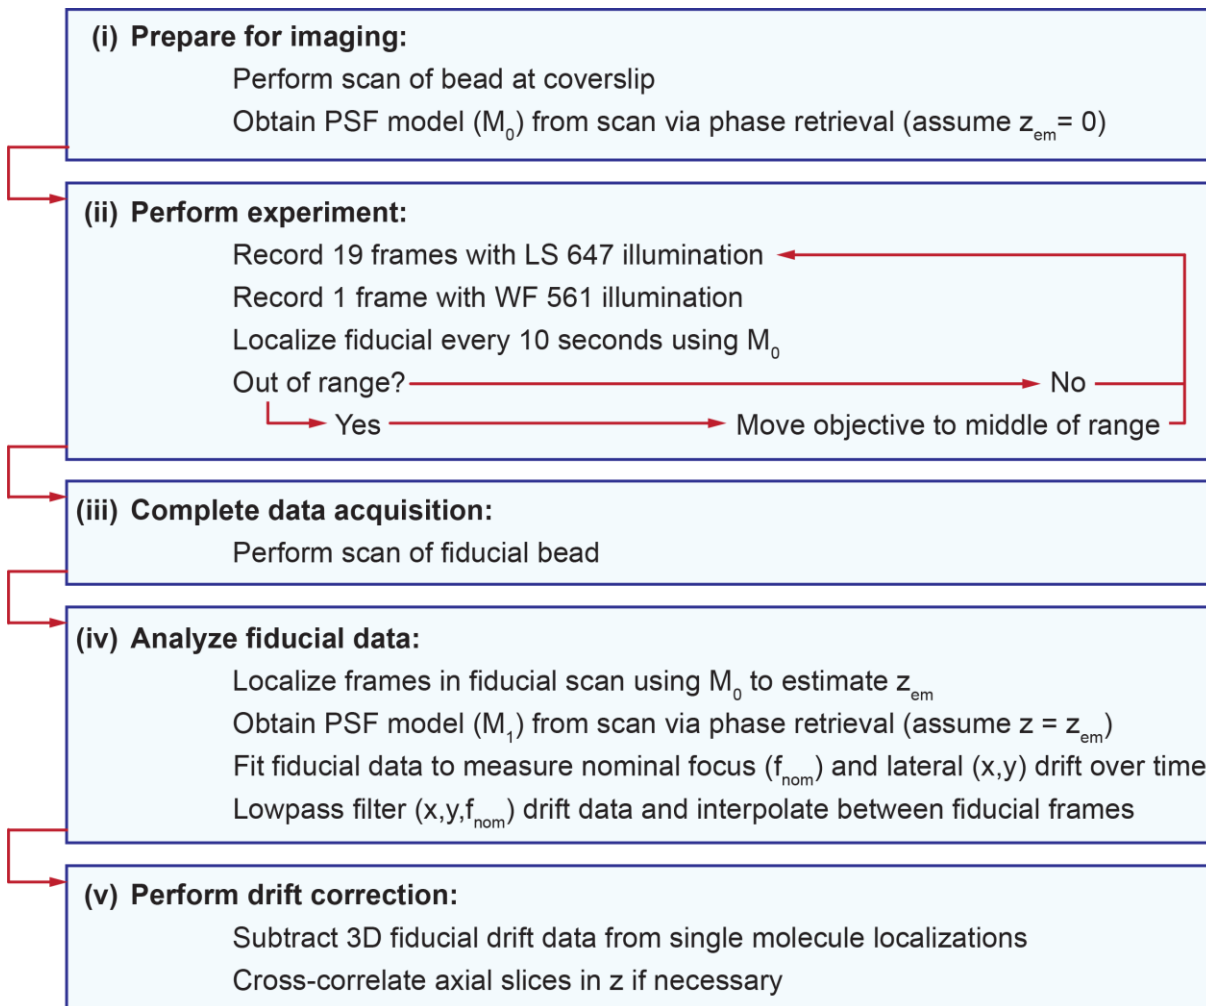 (i) Prepare for imaging:
Perform scan of bead at coverslip
Obtain PSF model (M₀) from scan via phase retrieval (assume zₑₘ= 0)
(ii) Perform experiment:
Record 19 frames with LS 647 illumination
Record 1 frame with WF 561 illumination
Localize fiducial every 10 seconds using M₀
Out of range? No
Yes Move objective to middle of range
(iii) Complete data acquisition:
Perform scan of fiducial bead
(iv) Analyze fiducial data:
Localize frames in fiducial scan using M₀ to estimate zₑₘ
Obtain PSF model (M₁) from scan via phase retrieval (assume z = zₑₘ)
Fit fiducial data to measure nominal focus (fₙₒₘ) and lateral (x,y) drift over time
Lowpass filter (x,y,fₙₒₘ) drift data and interpolate between fiducial frames
(v) Perform drift correction:
Subtract 3D fiducial drift data from single molecule localizations
Cross-correlate axial slices in z if necessary